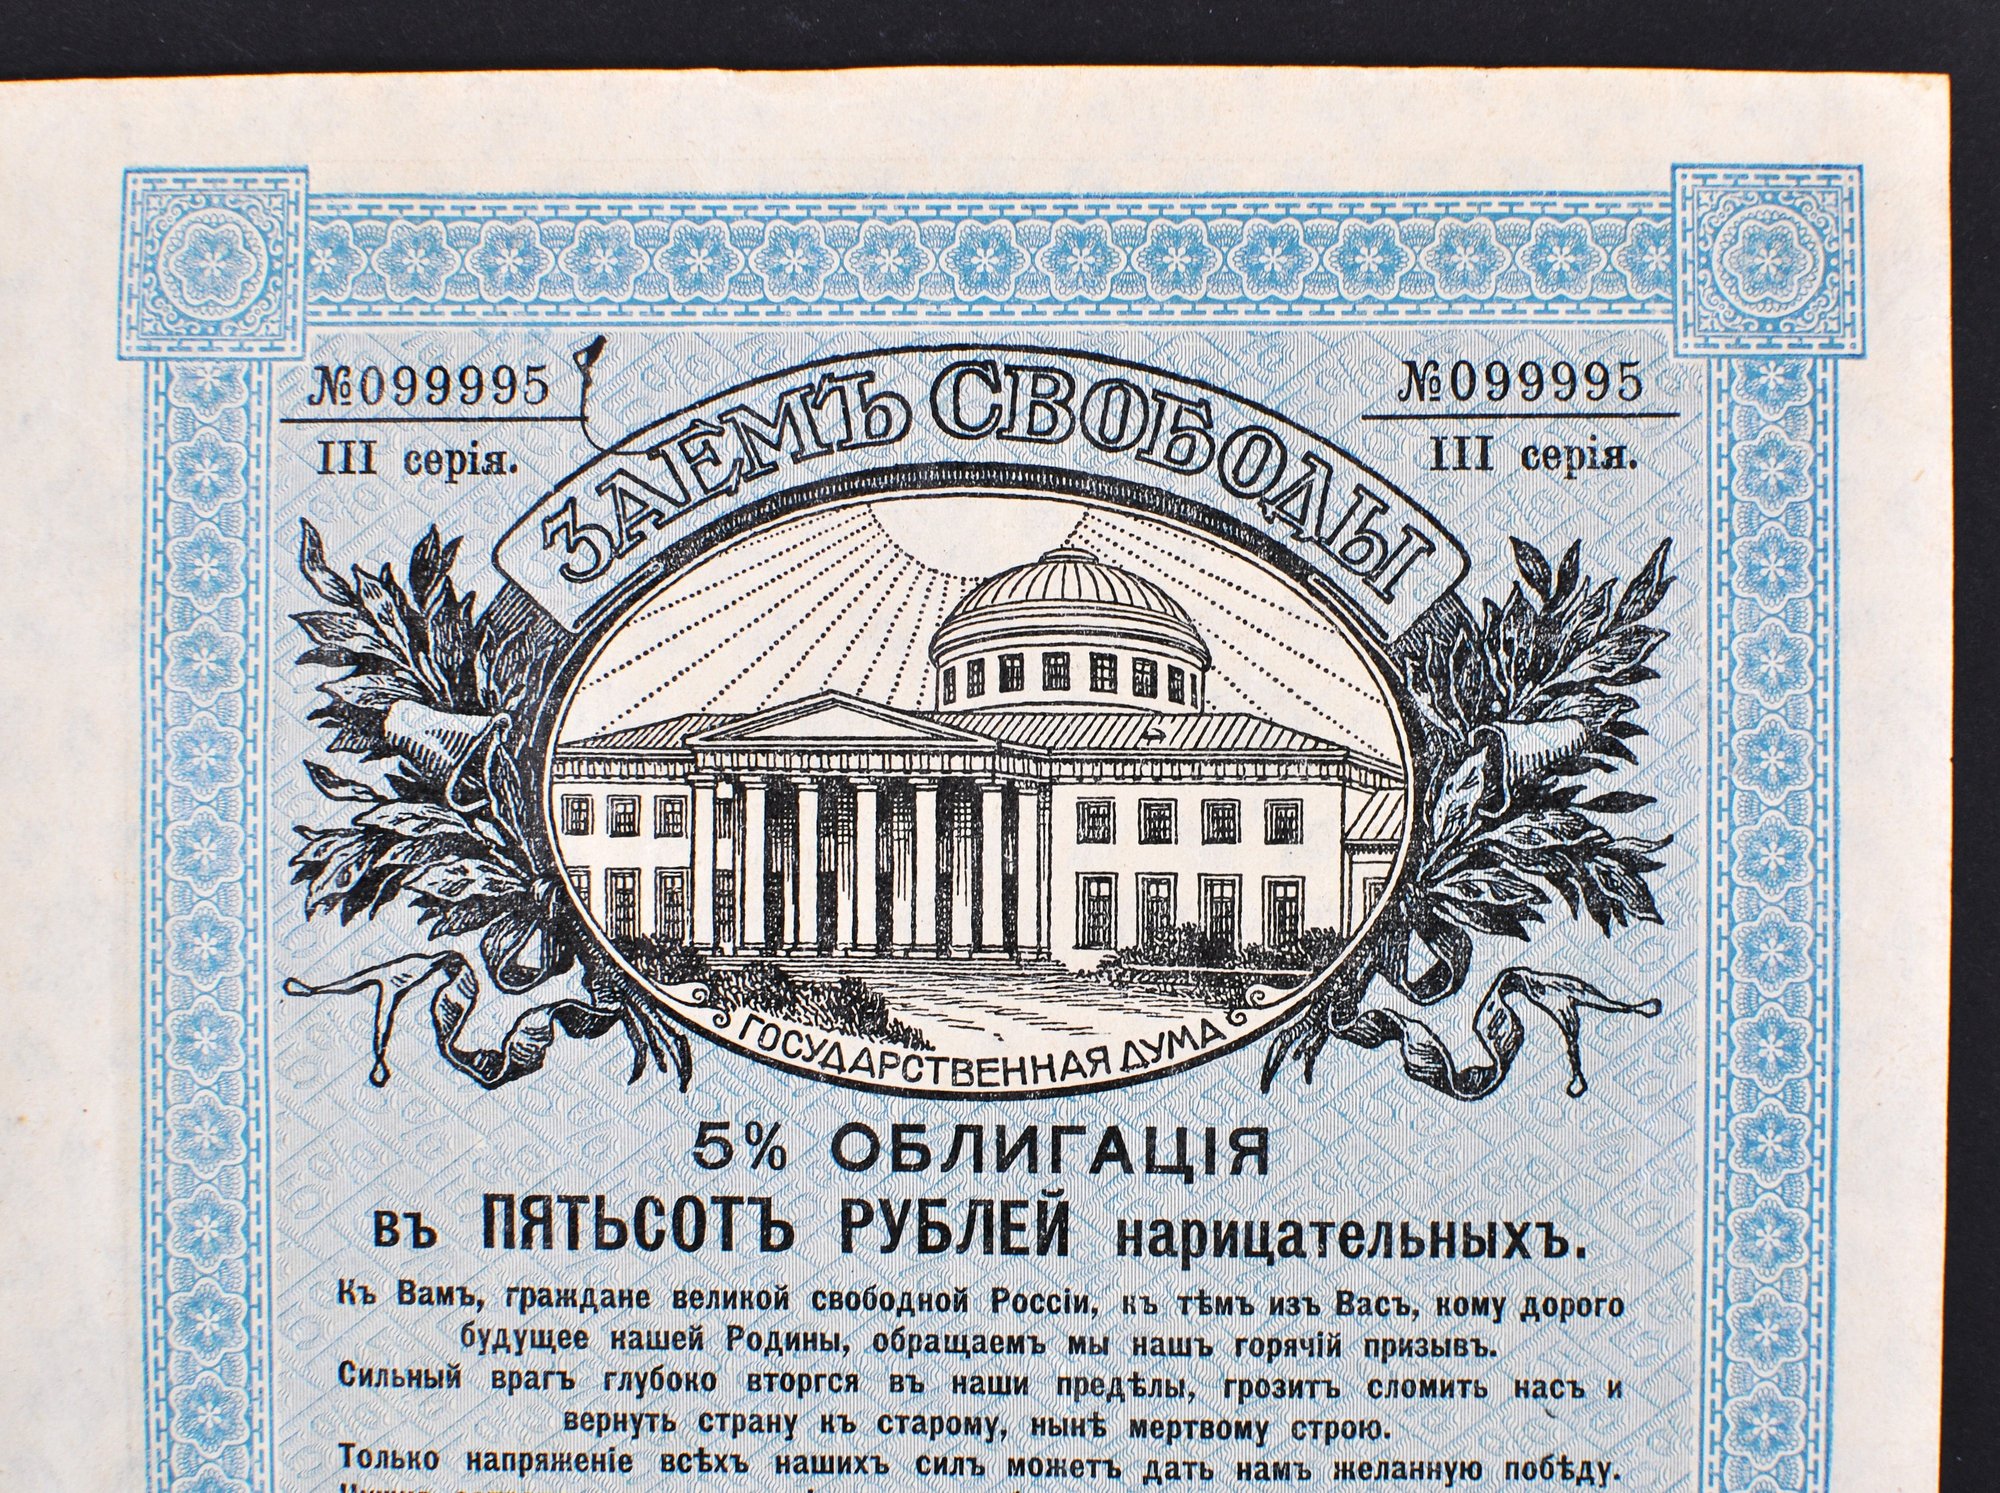 №099995
III серія.
№099995
III серія.
ЗАЕМЪ СВОБОДЫ
ГОСУДАРСТВЕННАЯ ДУМА
5% ОБЛИГАЦІЯ
въ ПЯТЬСОТЪ РУБЛЕЙ нарицательныхъ.
Къ Вамъ, граждане великой свободной Россіи, къ тѣмъ изъ Васъ, кому дорого
будущее нашей Родины, обращаемъ мы нашъ горячій призывъ.
Сильный врагъ глубоко вторгся въ наши предѣлы, грозитъ сломить насъ и
вернуть страну къ старому, нынѣ мертвому строю.
Только напряженіе всѣхъ нашихъ силъ можетъ дать намъ желанную побѣду.